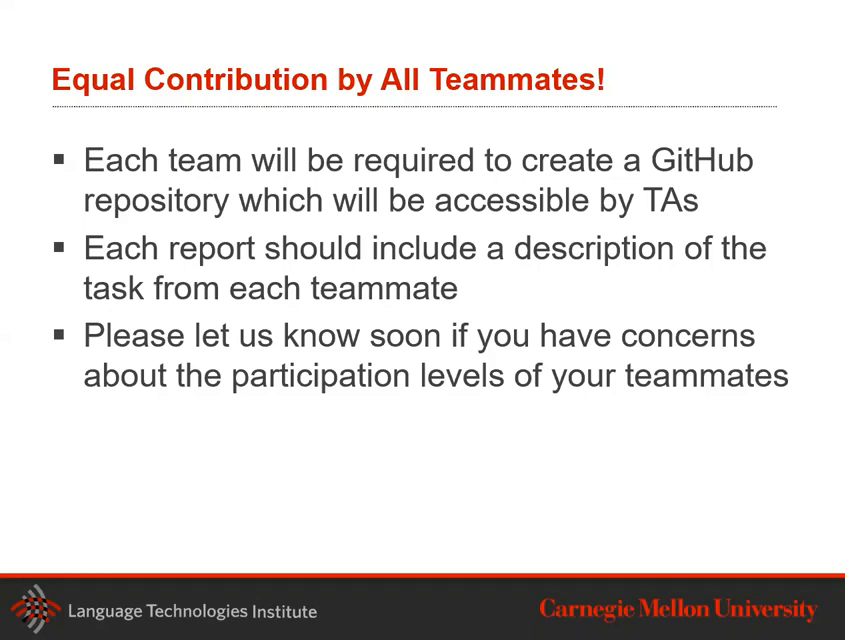 Equal Contribution by All Teammates!
▪ Each team will be required to create a GitHub
repository which will be accessible by TAs
▪ Each report should include a description of the
task from each teammate
▪ Please let us know soon if you have concerns
about the participation levels of your teammates
Language Technologies Institute
Carnegie Mellon University